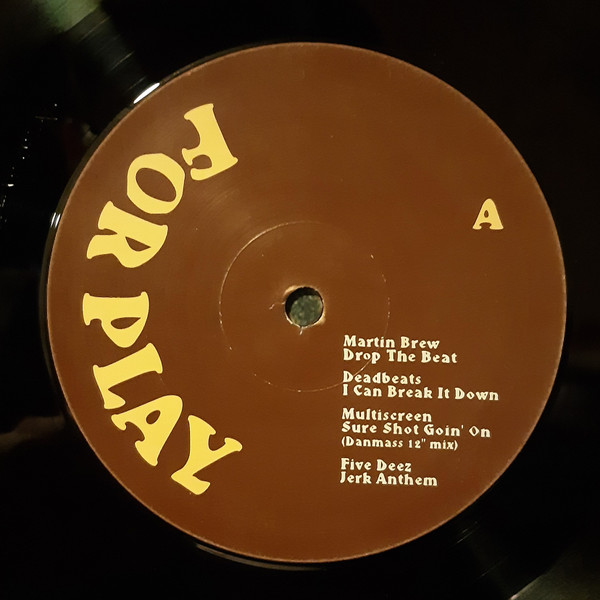 FOR PLAY
A
Martin Brew
Drop The Beat
Deadbeats
I Can Break It Down
Multiscreen
Sure Shot Goin' On
(Danmass 12" mix)
Five Deez
Jerk Anthem